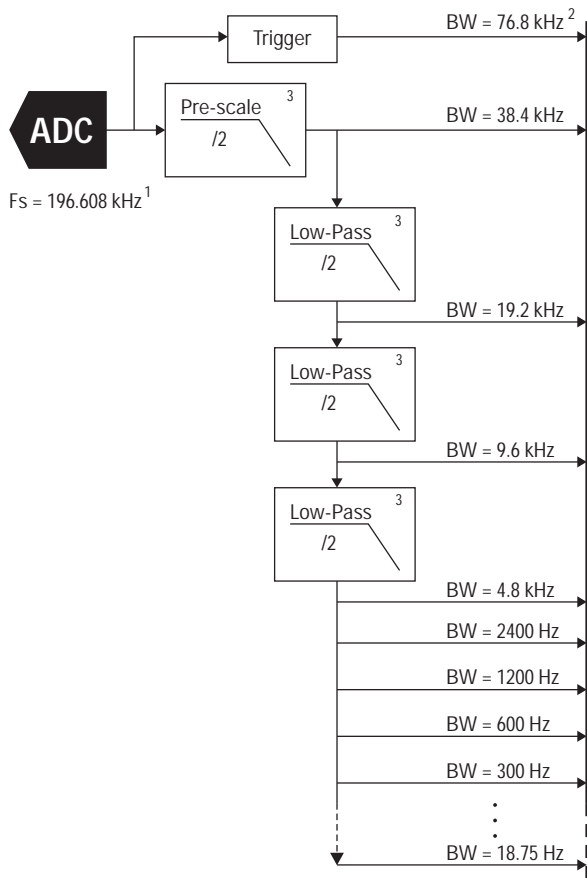 BW = 76.8 kHz 2
Trigger
Pre-scale 3
/2
BW = 38.4 kHz
ADC
Fs = 196.608 kHz 1
Low-Pass 3
/2
BW = 19.2 kHz
Low-Pass 3
/2
BW = 9.6 kHz
Low-Pass 3
/2
BW = 4.8 kHz
BW = 2400 Hz
BW = 1200 Hz
BW = 600 Hz
BW = 300 Hz
BW = 18.75 Hz